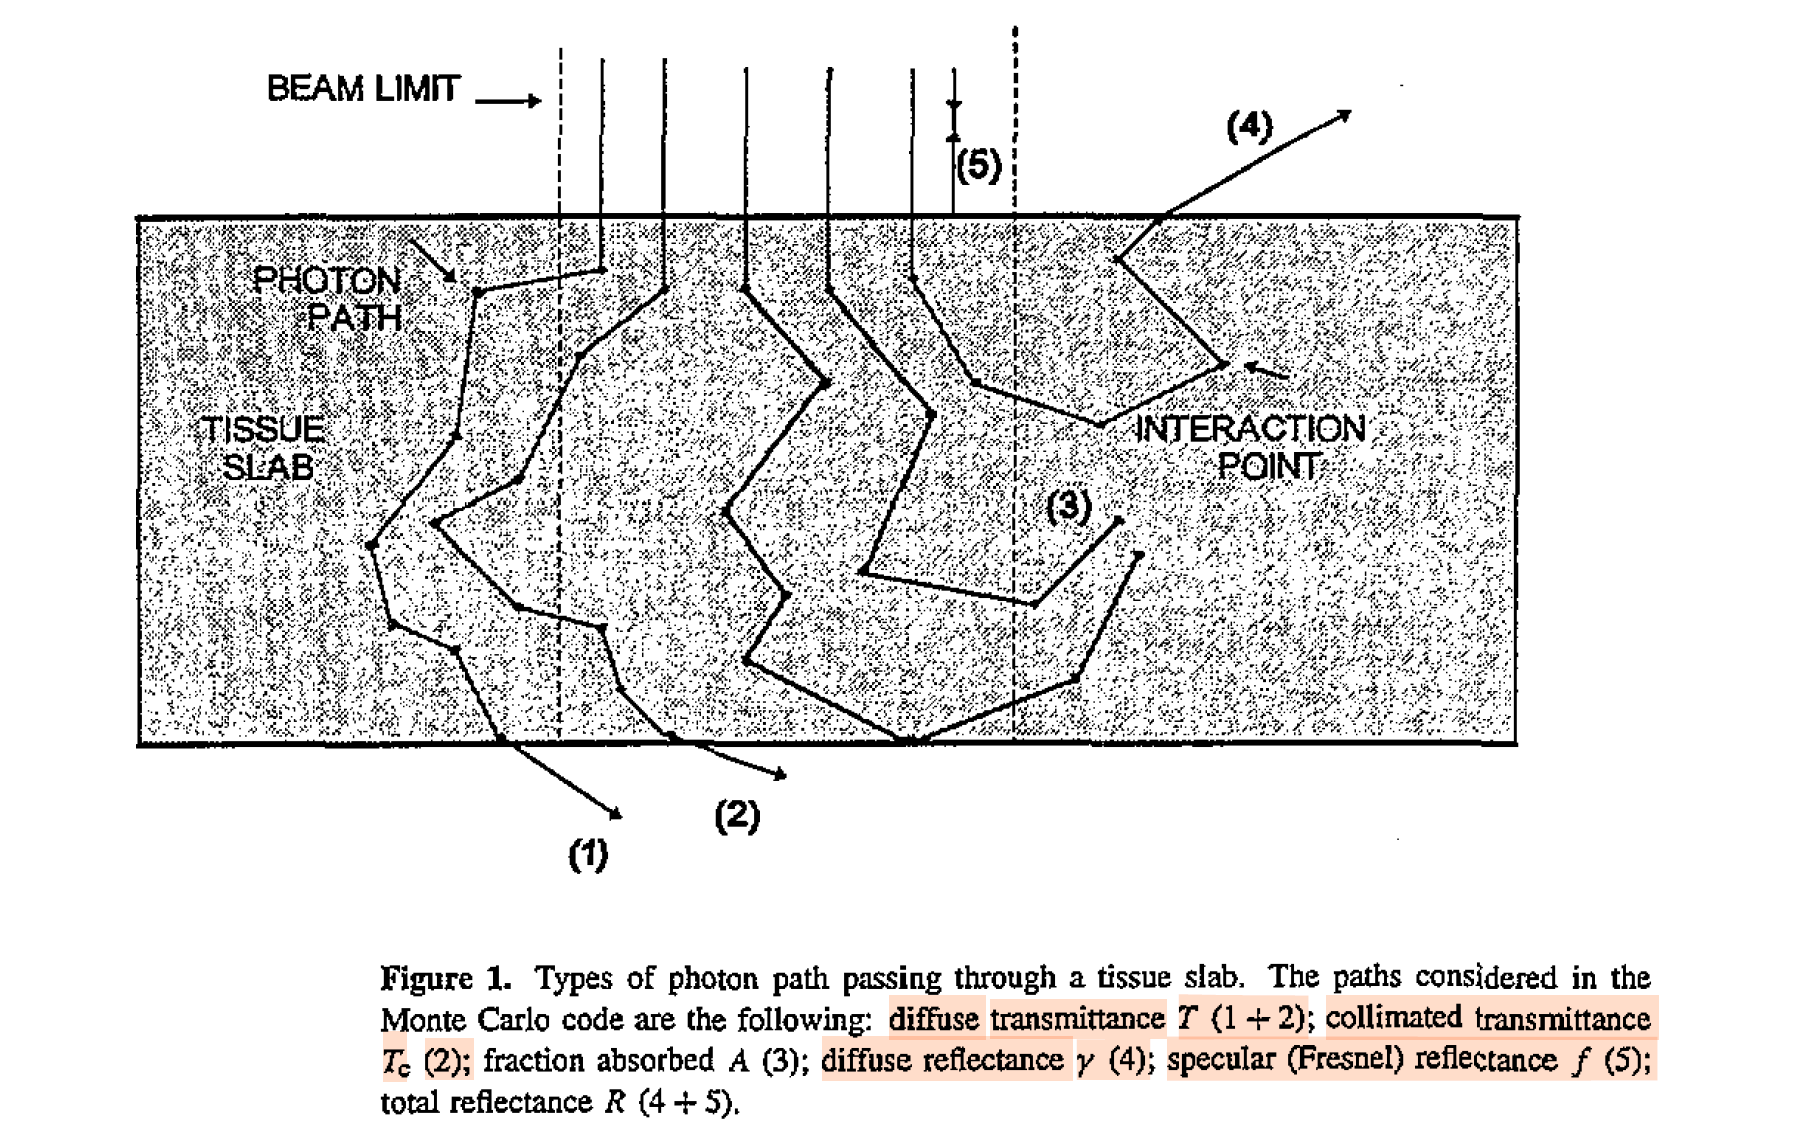 BEAM LIMIT
(4)
(5)
PHOTON
PATH
TISSUE
SLAB
INTERACTION
POINT
(3)
(2)
(1)
Figure 1. Types of photon path passing through a tissue slab. The paths considered in the
Monte Carlo code are the following: diffuse transmittance T (1 + 2); collimated transmittance
Tc (2); fraction absorbed A (3); diffuse reflectance γ (4); specular (Fresnel) reflectance f (5);
total reflectance R (4 + 5).